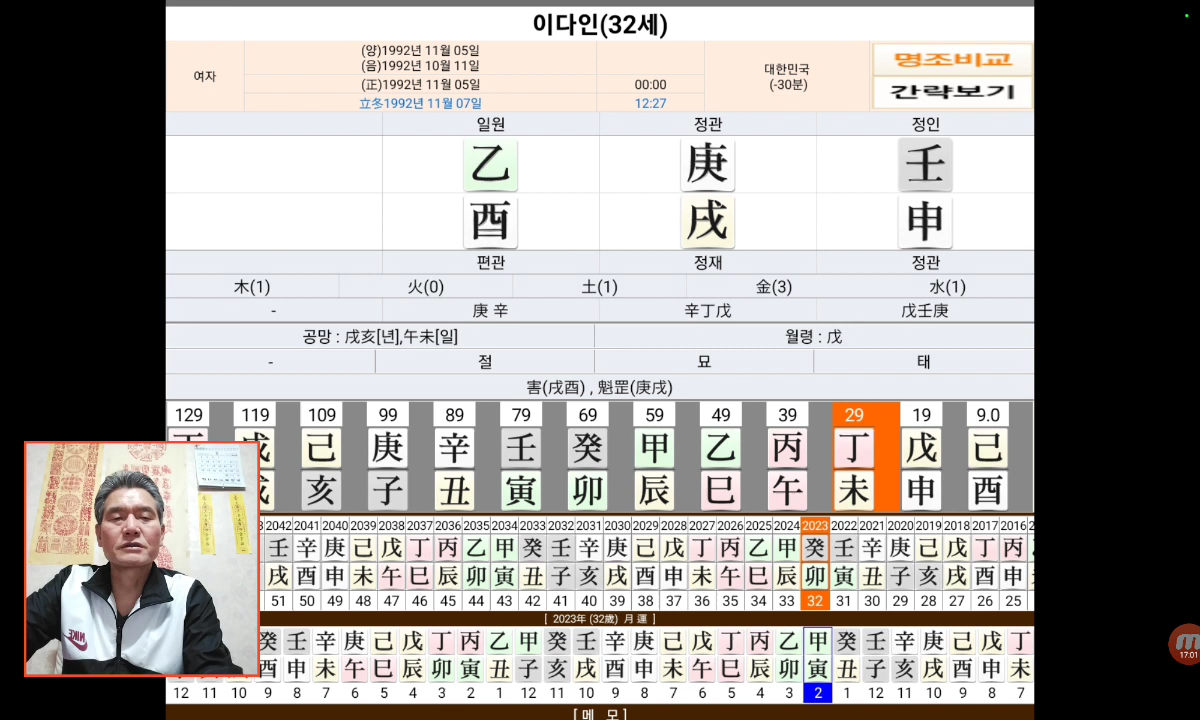 이다인(32세)
여자
(양)1992년 11월 05일
(음)1992년 10월 11일
(正)1992년 11월 05일 00:00
立冬1992년 11월 07일 12:27
대한민국
(-30분)
명조비교
간략보기
일원 정관 정인
乙 庚 壬
酉 戌 申
편관 정재 정관
木(1) 火(0) 土(1) 金(3) 水(1)
- 庚 辛 辛丁戊 戊壬庚
공망 : 戌亥[년],午未[일] 월령 : 戊
- 절 묘 태
害(戌酉) , 魁罡(庚戌)
129 119 109 99 89 79 69 59 49 39 29 19 9.0
丁 戊 己 庚 辛 壬 癸 甲 乙 丙 丁 戊 己
戌 亥 子 丑 寅 卯 辰 巳 午 未 申 酉
2042 2041 2040 2039 2038 2037 2036 2035 2034 2033 2032 2031 2030 2029 2028 2027 2026 2025 2024 2023 2022 2021 2020 2019 2018 2017 2016
壬 辛 庚 己 戊 丁 丙 乙 甲 癸 壬 辛 庚 己 戊 丁 丙 乙 甲 癸 壬 辛 庚 己 戊 丁 丙
戌 酉 申 未 午 巳 辰 卯 寅 丑 子 亥 戌 酉 申 未 午 巳 辰 卯 寅 丑 子 亥 戌 酉 申
51 50 49 48 47 46 45 44 43 42 41 40 39 38 37 36 35 34 33 32 31 30 29 28 27 26 25
[ 2023年 (32歲) 月 運 ]
癸 壬 辛 庚 己 戊 丁 丙 乙 甲 癸 壬 辛 庚 己 戊 丁 丙 乙 甲 癸 壬 辛 庚 己 戊 丁
酉 申 未 午 巳 辰 卯 寅 丑 子 亥 戌 酉 申 未 午 巳 辰 卯 寅 丑 子 亥 戌 酉 申 未
12 11 10 9 8 7 6 5 4 3 2 1 12 11 10 9 8 7 6 5 4 3 2 1 12 11 10 9 8 7
[ 메 모 ]
NIKE
17:01